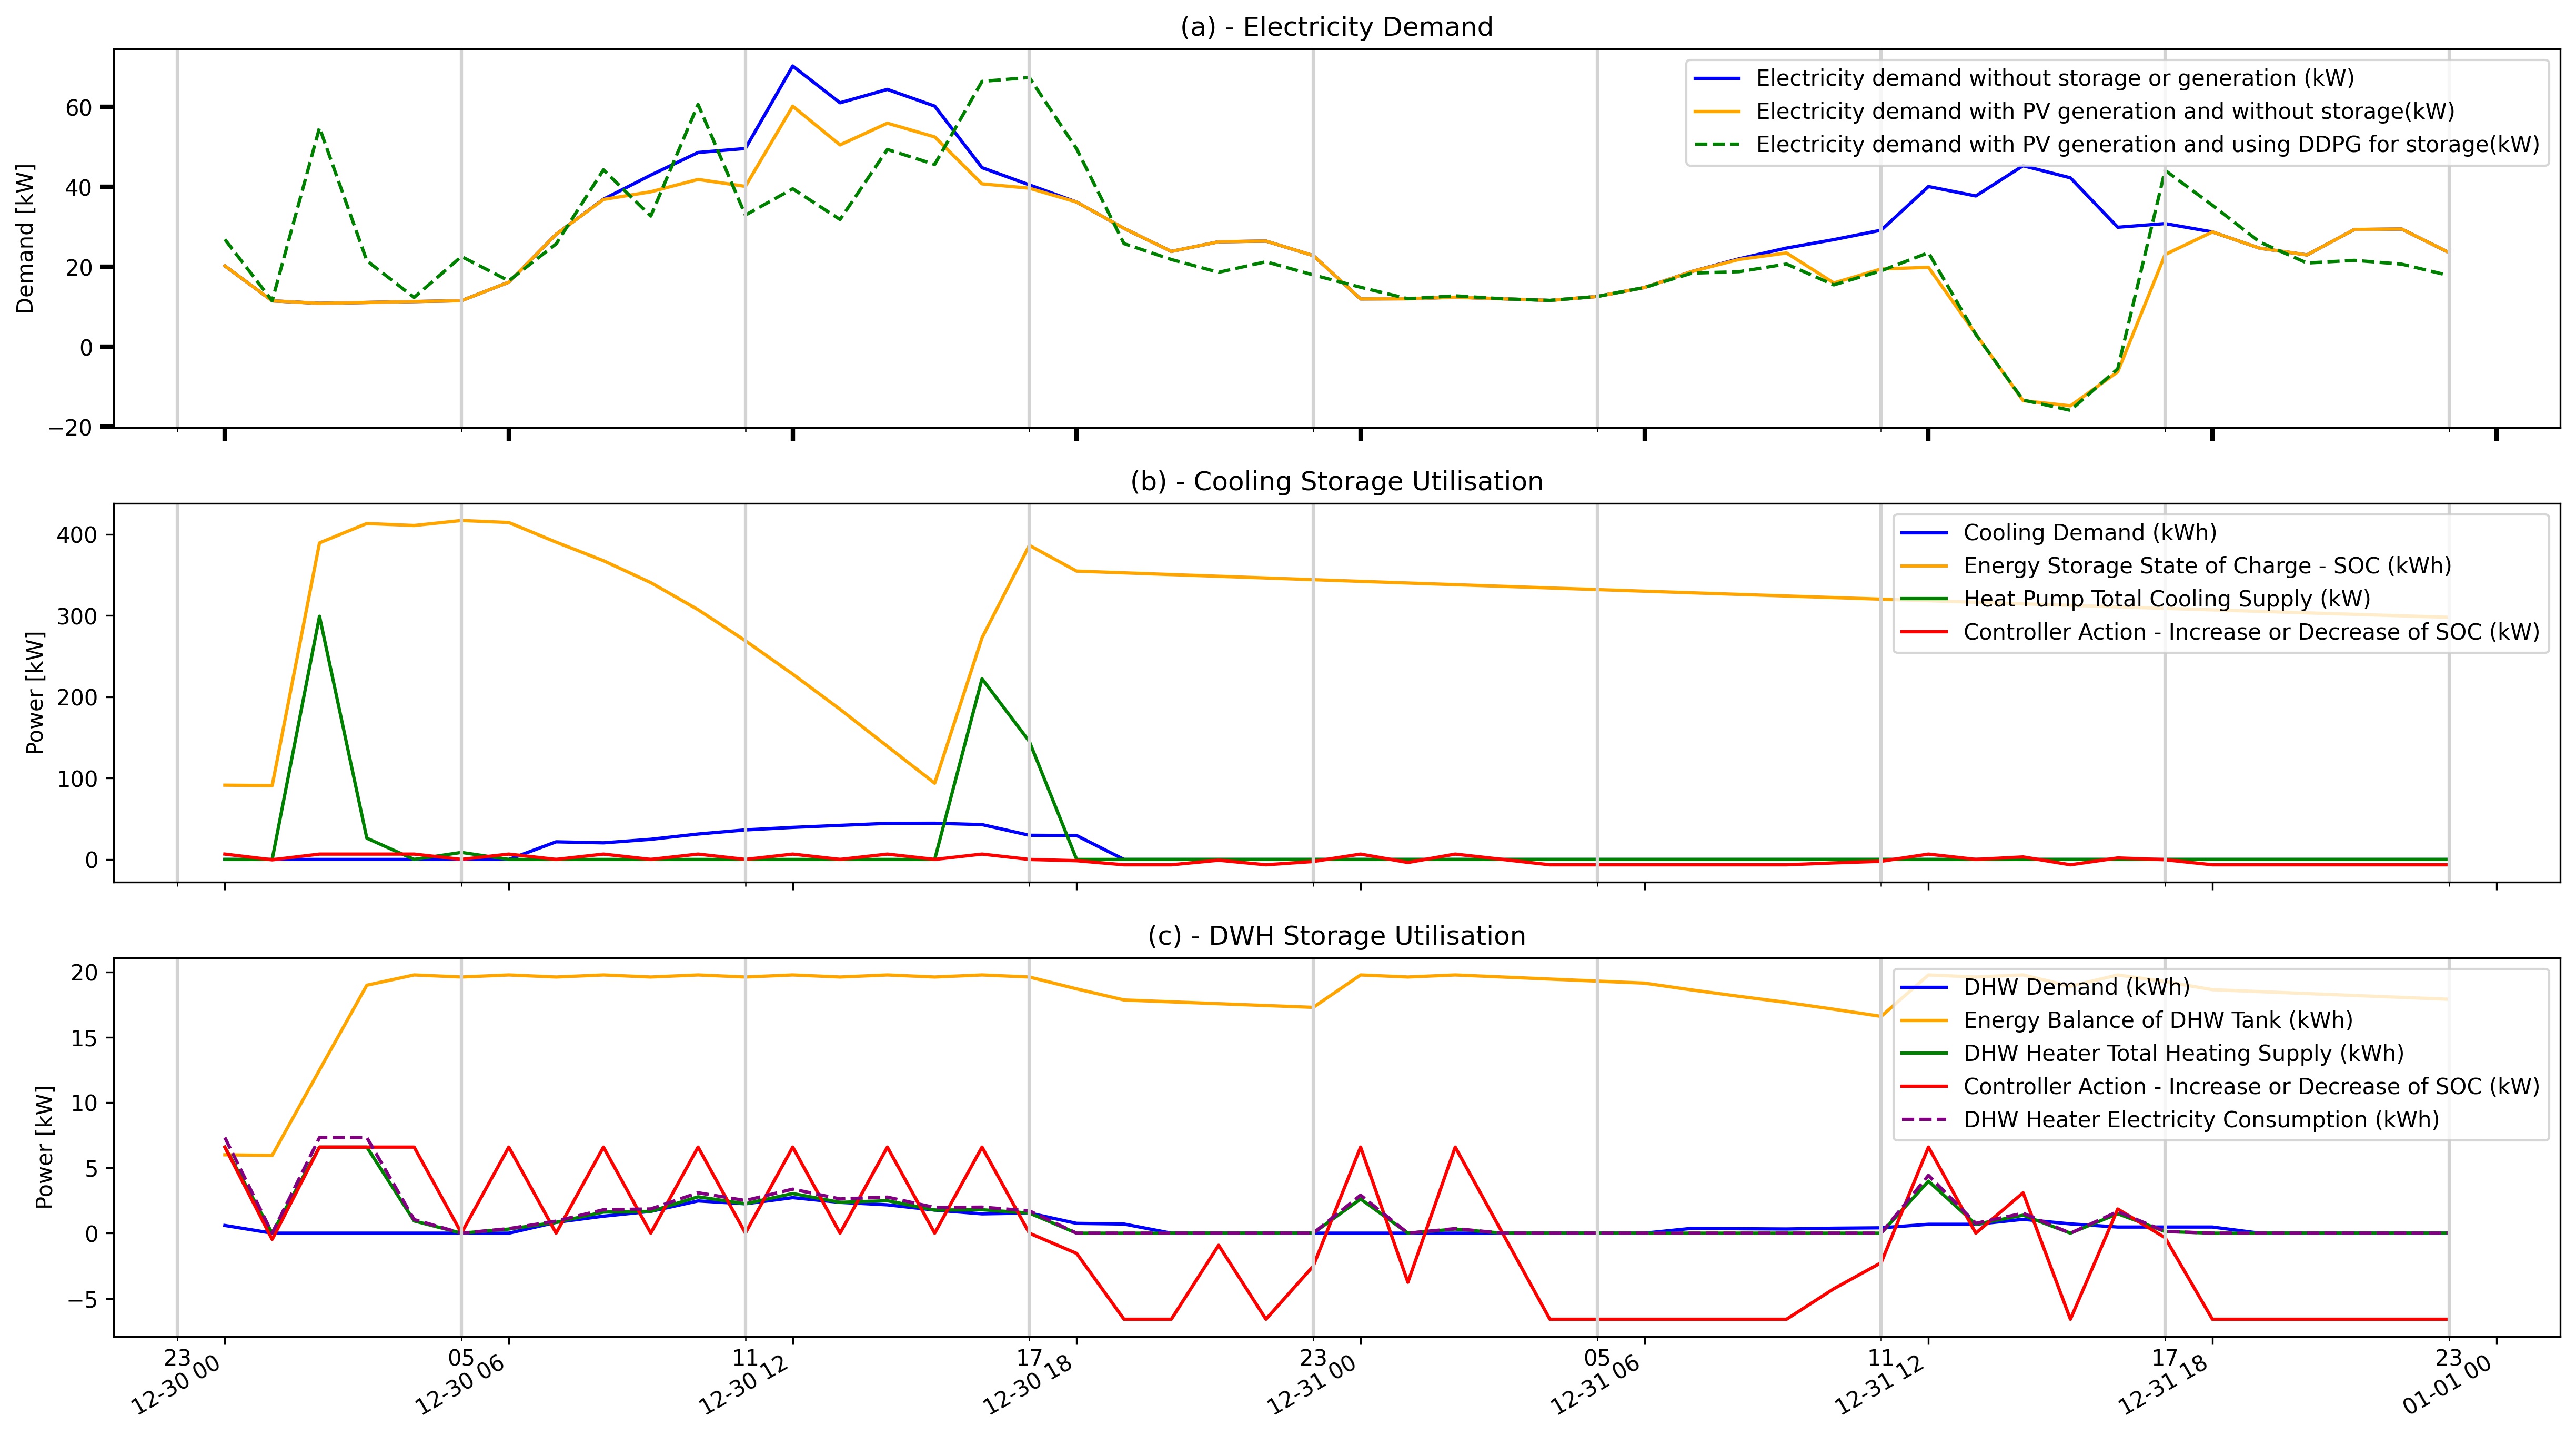 (a) - Electricity Demand
Demand [kW]
60
40
20
0
−20
Electricity demand without storage or generation (kW)
Electricity demand with PV generation and without storage(kW)
Electricity demand with PV generation and using DDPG for storage(kW)
(b) - Cooling Storage Utilisation
Power [kW]
400
300
200
100
0
Cooling Demand (kWh)
Energy Storage State of Charge - SOC (kWh)
Heat Pump Total Cooling Supply (kW)
Controller Action - Increase or Decrease of SOC (kW)
(c) - DWH Storage Utilisation
Power [kW]
20
15
10
5
0
−5
DHW Demand (kWh)
Energy Balance of DHW Tank (kWh)
DHW Heater Total Heating Supply (kWh)
Controller Action - Increase or Decrease of SOC (kW)
DHW Heater Electricity Consumption (kWh)
23 05 11 17 23 05 11 17 23
12-30 00 12-30 06 12-30 12 12-30 18 12-31 00 12-31 06 12-31 12 12-31 18 01-01 00